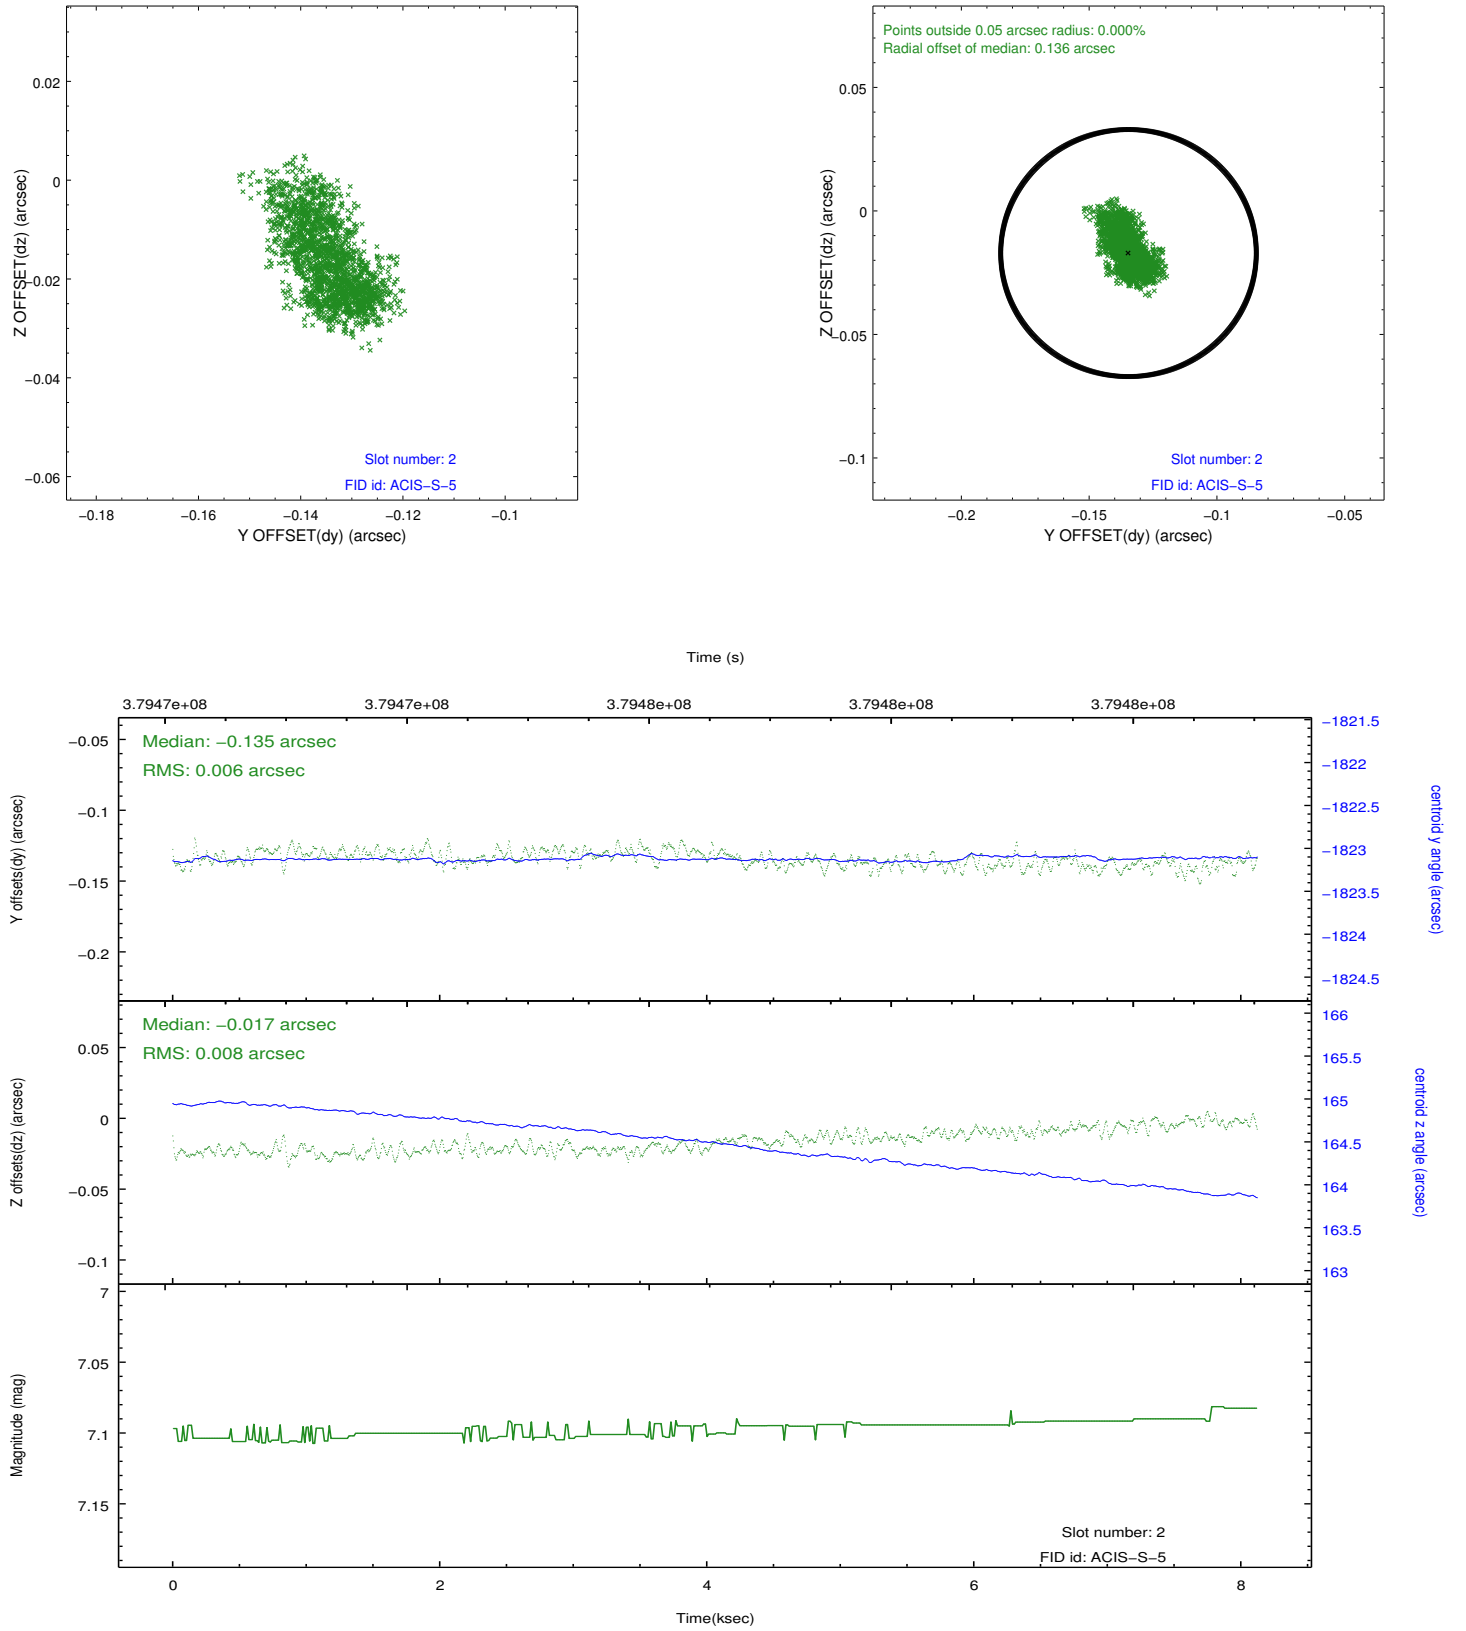 0.02
0
−0.02
−0.04
−0.06
Z OFFSET(dz) (arcsec)
−0.18
−0.16
−0.14
−0.12
−0.1
Y OFFSET(dy) (arcsec)
Slot number: 2
FID id: ACIS−S−5
Points outside 0.05 arcsec radius: 0.000%
Radial offset of median: 0.136 arcsec
0.05
0
−0.05
−0.1
Z OFFSET(dz) (arcsec)
−0.2
−0.15
−0.1
−0.05
Y OFFSET(dy) (arcsec)
Slot number: 2
FID id: ACIS−S−5
Time (s)
3.7947e+08
3.7947e+08
3.7948e+08
3.7948e+08
3.7948e+08
Median: −0.135 arcsec
RMS: 0.006 arcsec
−0.05
−0.1
−0.15
−0.2
Y offsets(dy) (arcsec)
−1821.5
−1822
−1822.5
−1823
−1823.5
−1824
−1824.5
centroid y angle (arcsec)
Median: −0.017 arcsec
RMS: 0.008 arcsec
0.05
0
−0.05
−0.1
Z offsets(dz) (arcsec)
166
165.5
165
164.5
164
163.5
163
centroid z angle (arcsec)
7
7.05
7.1
7.15
Magnitude (mag)
Slot number: 2
FID id: ACIS−S−5
0
2
4
6
8
Time(ksec)